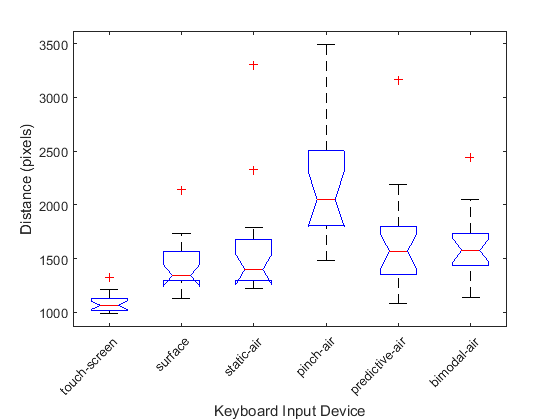 3500
3000
2500
2000
1500
1000
Distance (pixels)
touch-screen
surface
static-air
pinch-air
predictive-air
bimodal-air
Keyboard Input Device